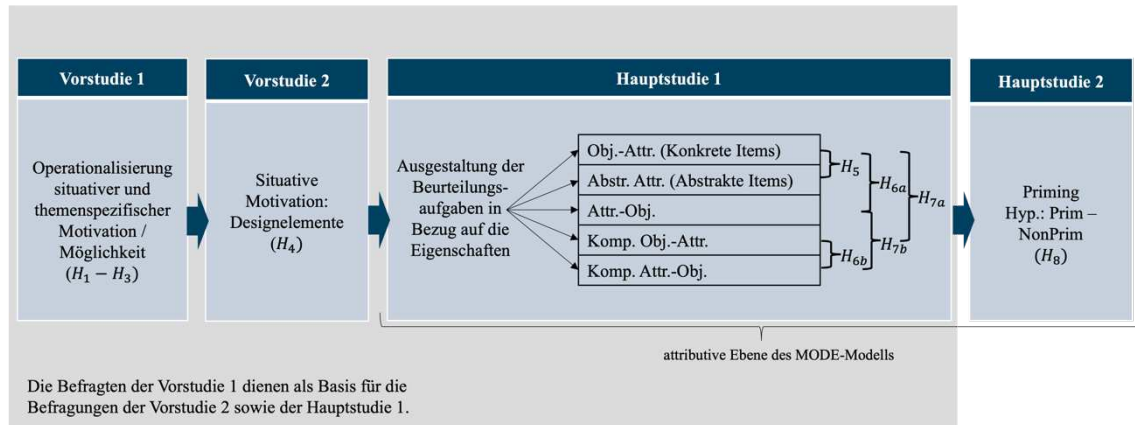 Vorstudie 1
Operationalisierung
situativer und
themenspezifischer
Motivation /
Möglichkeit
(H₁ − H₃)
Vorstudie 2
Situative
Motivation:
Designelemente
(H₄)
Hauptstudie 1
Ausgestaltung der
Beurteilungs-
aufgaben in
Bezug auf die
Eigenschaften
Obj.-Attr. (Konkrete Items)
Abstr. Attr. (Abstrakte Items)
Attr.-Obj.
Komp. Obj.-Attr.
Komp. Attr.-Obj.
H₅
H₆ₐ
H₇ₐ
H₆b
H₇b
Hauptstudie 2
Priming
Hyp.: Prim –
NonPrim
(H₈)
attributive Ebene des MODE-Modells
Die Befragten der Vorstudie 1 dienen als Basis für die
Befragungen der Vorstudie 2 sowie der Hauptstudie 1.